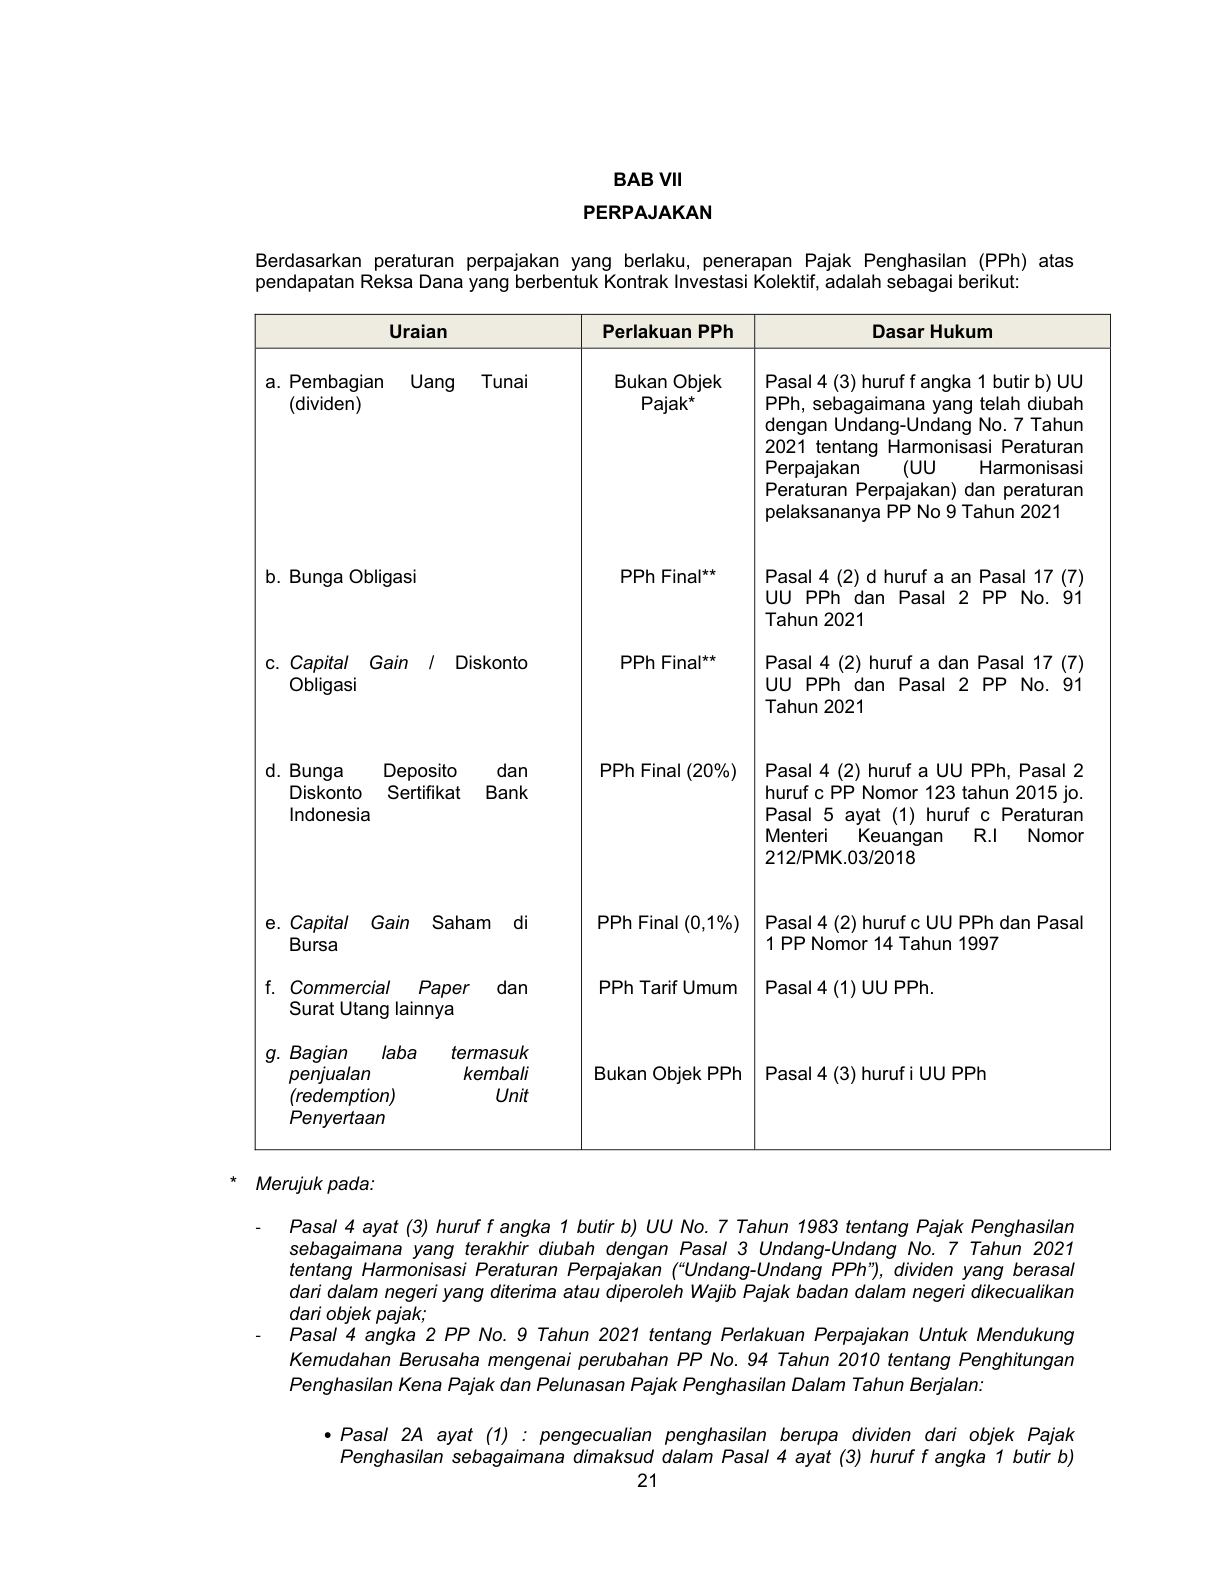 BAB VII
PERPAJAKAN
Berdasarkan peraturan perpajakan yang berlaku, penerapan Pajak Penghasilan (PPh) atas
pendapatan Reksa Dana yang berbentuk Kontrak Investasi Kolektif, adalah sebagai berikut:
Uraian Perlakuan PPh Dasar Hukum
a. Pembagian Uang Tunai
(dividen)
Bukan Objek
Pajak*
Pasal 4 (3) huruf f angka 1 butir b) UU
PPh, sebagaimana yang telah diubah
dengan Undang-Undang No. 7 Tahun
2021 tentang Harmonisasi Peraturan
Perpajakan (UU Harmonisasi
Peraturan Perpajakan) dan peraturan
pelaksananya PP No 9 Tahun 2021
b. Bunga Obligasi
PPh Final**
Pasal 4 (2) d huruf a an Pasal 17 (7)
UU PPh dan Pasal 2 PP No. 91
Tahun 2021
c. Capital Gain / Diskonto
Obligasi
PPh Final**
Pasal 4 (2) huruf a dan Pasal 17 (7)
UU PPh dan Pasal 2 PP No. 91
Tahun 2021
d. Bunga Deposito dan
Diskonto Sertifikat Bank
Indonesia
PPh Final (20%)
Pasal 4 (2) huruf a UU PPh, Pasal 2
huruf c PP Nomor 123 tahun 2015 jo.
Pasal 5 ayat (1) huruf c Peraturan
Menteri Keuangan R.I Nomor
212/PMK.03/2018
e. Capital Gain Saham di
Bursa
PPh Final (0,1%)
Pasal 4 (2) huruf c UU PPh dan Pasal
1 PP Nomor 14 Tahun 1997
f. Commercial Paper dan
Surat Utang lainnya
PPh Tarif Umum
Pasal 4 (1) UU PPh.
g. Bagian laba termasuk
penjualan kembali
(redemption) Unit
Penyertaan
Bukan Objek PPh
Pasal 4 (3) huruf i UU PPh
* Merujuk pada:
- Pasal 4 ayat (3) huruf f angka 1 butir b) UU No. 7 Tahun 1983 tentang Pajak Penghasilan
sebagaimana yang terakhir diubah dengan Pasal 3 Undang-Undang No. 7 Tahun 2021
tentang Harmonisasi Peraturan Perpajakan (“Undang-Undang PPh”), dividen yang berasal
dari dalam negeri yang diterima atau diperoleh Wajib Pajak badan dalam negeri dikecualikan
dari objek pajak;
- Pasal 4 angka 2 PP No. 9 Tahun 2021 tentang Perlakuan Perpajakan Untuk Mendukung
Kemudahan Berusaha mengenai perubahan PP No. 94 Tahun 2010 tentang Penghitungan
Penghasilan Kena Pajak dan Pelunasan Pajak Penghasilan Dalam Tahun Berjalan:
• Pasal 2A ayat (1) : pengecualian penghasilan berupa dividen dari objek Pajak
Penghasilan sebagaimana dimaksud dalam Pasal 4 ayat (3) huruf f angka 1 butir b)
21